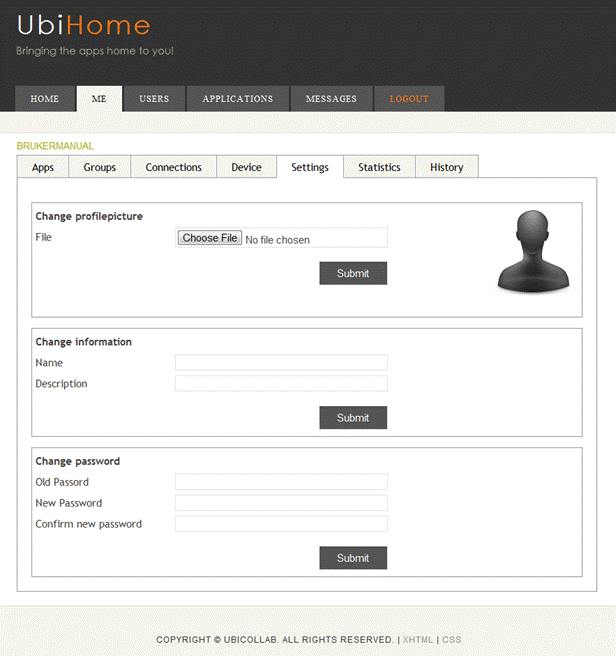 UbiHome
Bringing the apps home to you!
HOME ME USERS APPLICATIONS MESSAGES LOGOUT
BRUKERMANUAL
Apps Groups Connections Device Settings Statistics History
Change profilepicture
File Choose File No file chosen
Submit
Change information
Name
Description
Submit
Change password
Old Passord
New Password
Confirm new password
Submit
COPYRIGHT © UBICOLLAB. ALL RIGHTS RESERVED. | XHTML | CSS